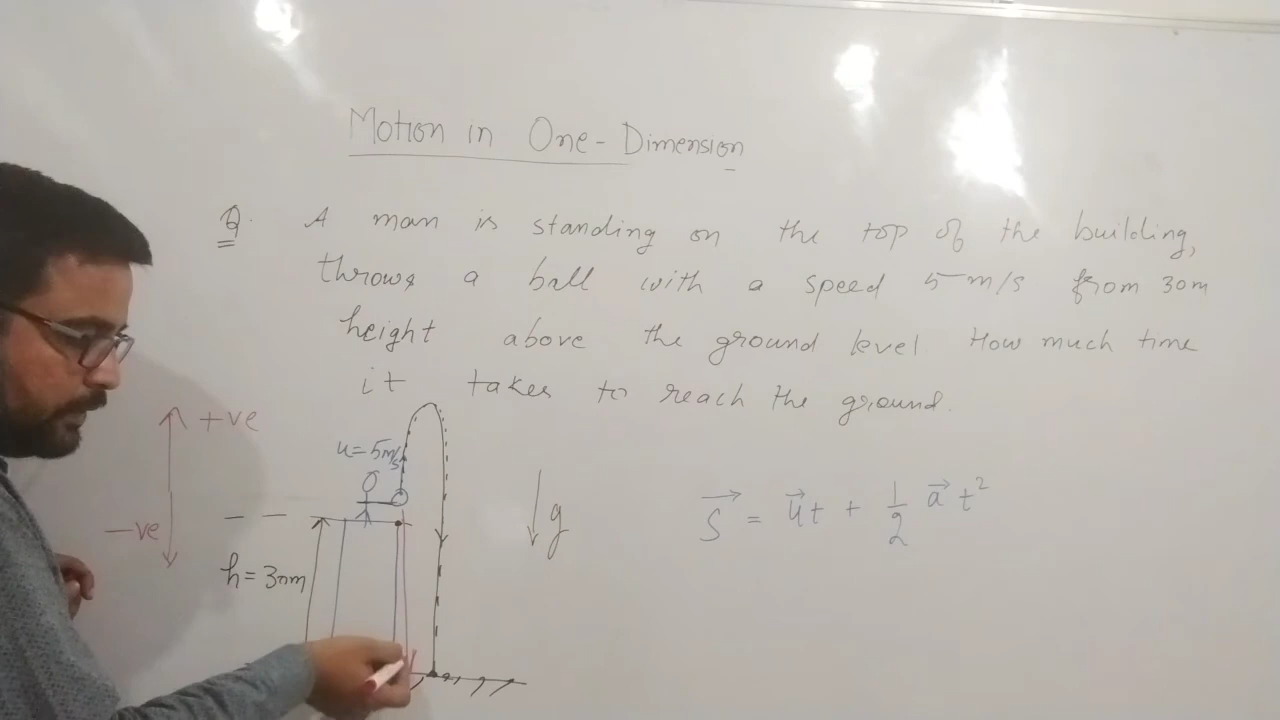 Motion in One-Dimension
Q. A man is standing on the top of the building,
throws a ball with a speed 5 m/s from 30m
height above the ground level How much time
it takes to reach the ground.
+ve
u = 5m/s
-ve
g
h = 30m
S⃗ = u⃗t + 1/2 a⃗ t²